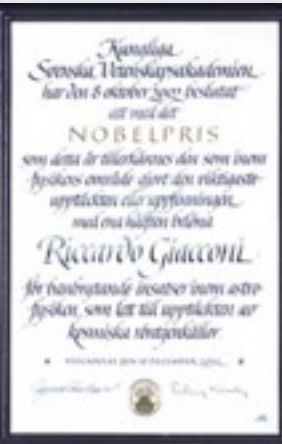 Kungliga
Svenska Vetenskapsakademien
har den 8 oktober 2002 beslutat
att med det
NOBELPRIS
som detta år tillerkännes den som inom
fysikens område gjort den viktigaste
upptäckten eller uppfinningen
med ena hälften belöna
Riccardo Giacconi
för banbrytande insatser inom astro-
fysiken, som lett till upptäckten av
kosmiska röntgenkällor
STOCKHOLM DEN 10 DECEMBER 2002